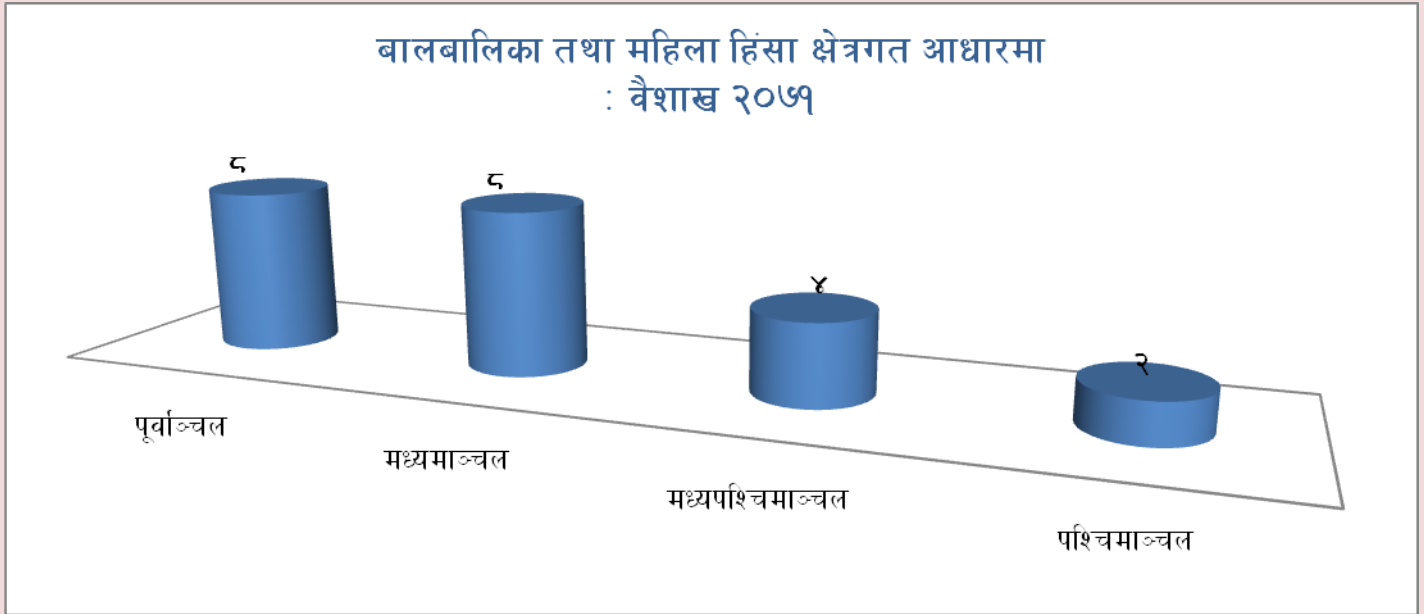 बालबालिका तथा महिला हिंसा क्षेत्रगत आधारमा
: वैशाख २०७१
८
८
४
२
पूर्वाञ्चल
मध्यमाञ्चल
मध्यपश्चिमाञ्चल
पश्चिमाञ्चल